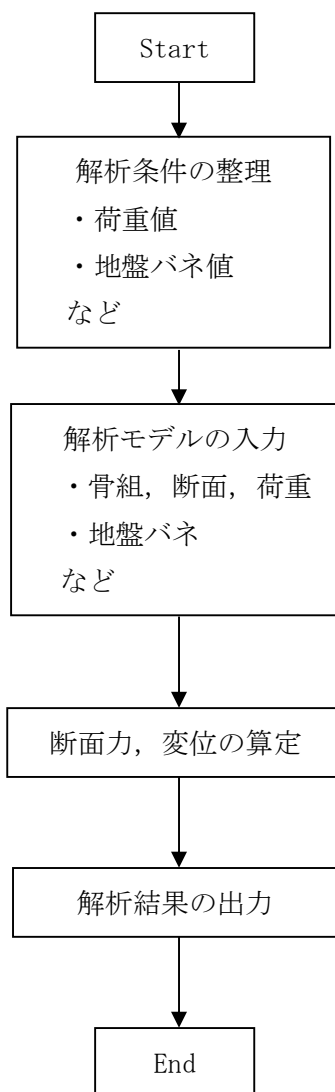 Start
解析条件の整理
・荷重値
・地盤バネ値
など
解析モデルの入力
・骨組，断面，荷重
・地盤バネ
など
断面力，変位の算定
解析結果の出力
End